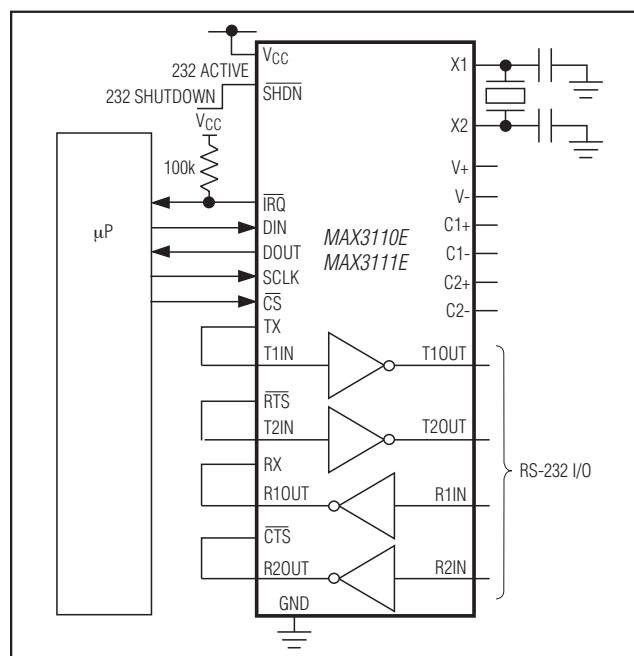 VCC
232 ACTIVE
SHDN
232 SHUTDOWN
VCC
100k
μP
IRQ
DIN
DOUT
SCLK
CS
TX
T1IN
RTS
T2IN
RX
R1OUT
CTS
R2OUT
GND
MAX3110E
MAX3111E
X1
X2
V+
V-
C1+
C1-
C2+
C2-
T1OUT
T2OUT
R1IN
R2IN
RS-232 I/O